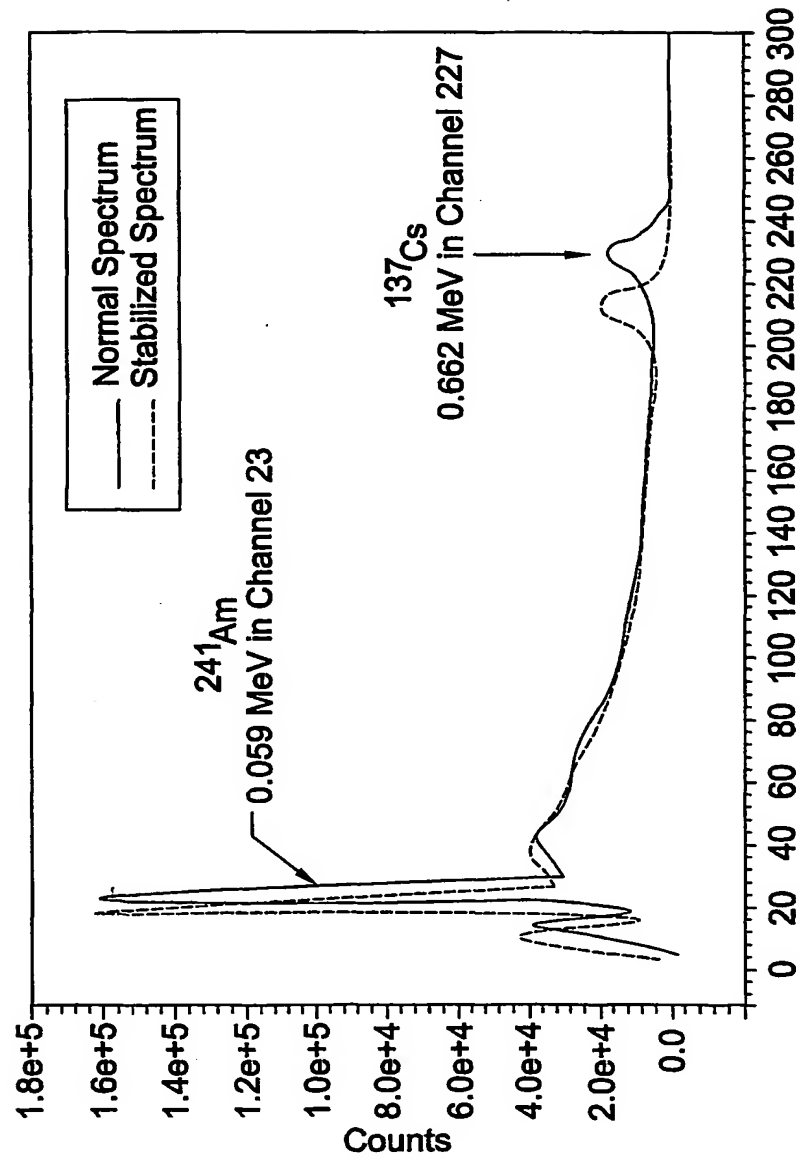 1.8e+5
1.6e+5
1.4e+5
1.2e+5
1.0e+5
8.0e+4
6.0e+4
4.0e+4
2.0e+4
0.0
Counts
Normal Spectrum
Stabilized Spectrum
241Am
0.059 MeV in Channel 23
137Cs
0.662 MeV in Channel 227
0 20 40 60 80 100 120 140 160 180 200 220 240 260 280 300